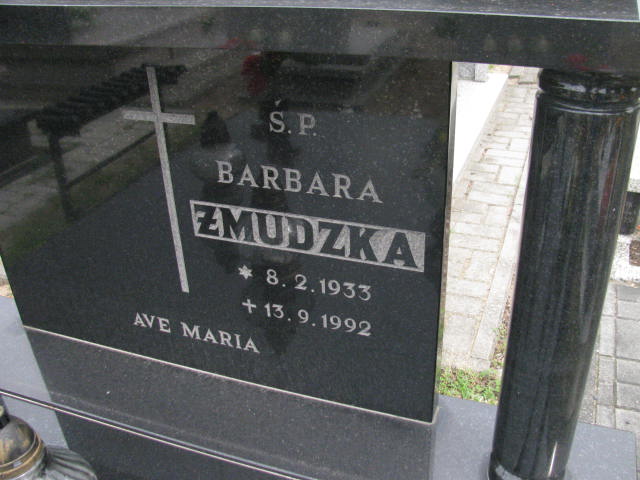 Ś.P.
BARBARA
ŻMUDZKA
* 8.2.1933
+ 13.9.1992
AVE MARIA